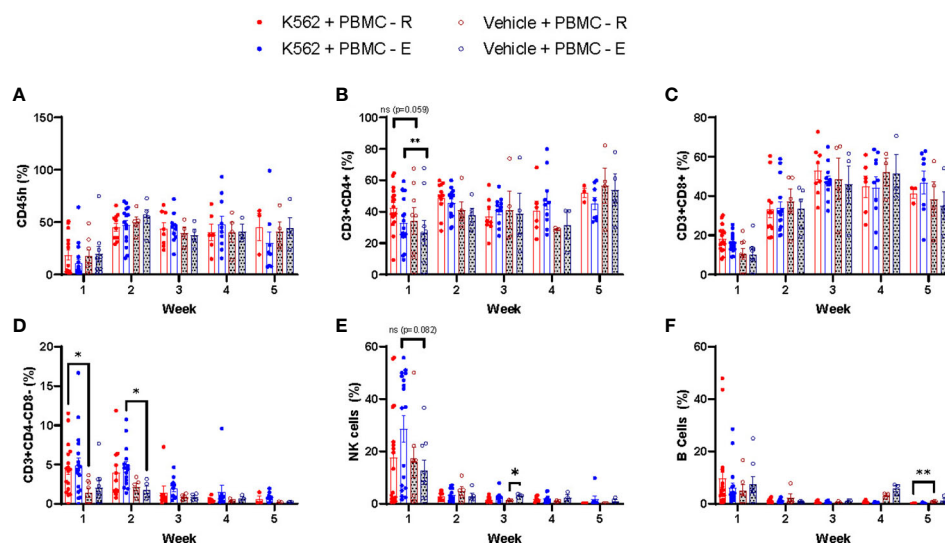 K562 + PBMC - R
Vehicle + PBMC - R
K562 + PBMC - E
Vehicle + PBMC - E
A
B
C
ns (p=0.059)
**
CD45h (%)
150
100
50
0
1 2 3 4 5
Week
CD3+CD4+ (%)
100
80
60
40
20
0
1 2 3 4 5
Week
CD3+CD8+ (%)
80
60
40
20
0
1 2 3 4 5
Week
D
E
F
ns (p=0.082)
CD3+CD4-CD8- (%)
20
15
10
5
0
*
*
1 2 3 4 5
Week
NK cells (%)
60
40
20
0
*
1 2 3 4 5
Week
B Cells (%)
60
40
20
0
**
1 2 3 4 5
Week